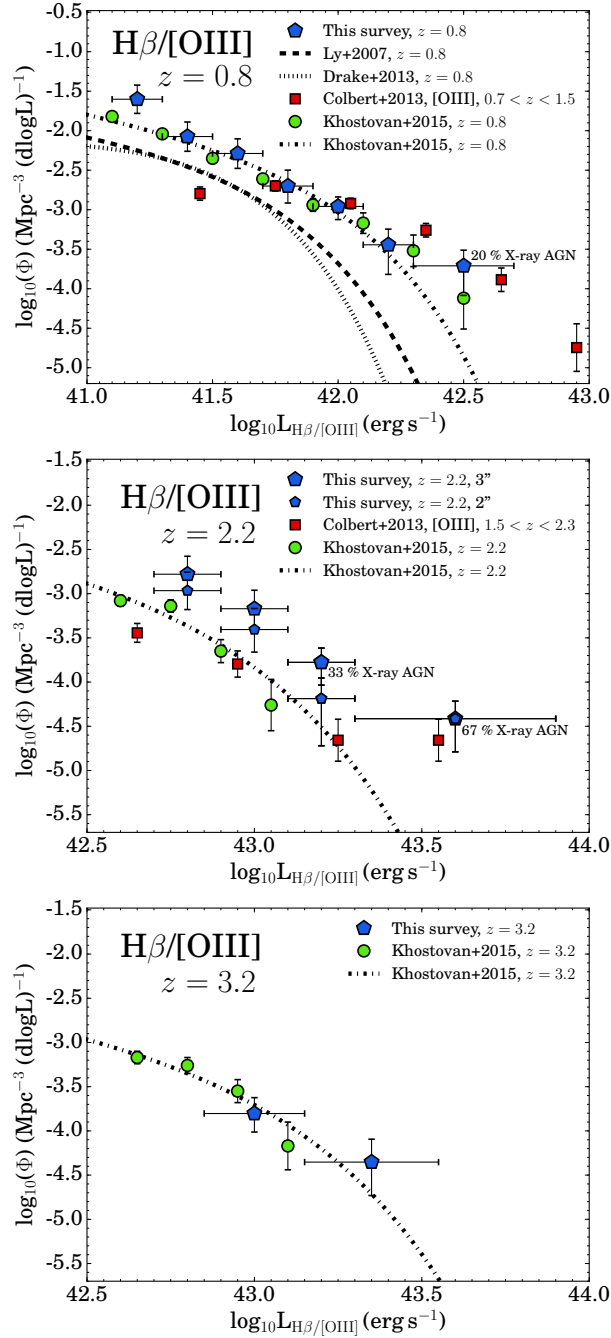 Hβ/[OIII]
z = 0.8
This survey, z = 0.8
Ly+2007, z = 0.8
Drake+2013, z = 0.8
Colbert+2013, [OIII], 0.7 < z < 1.5
Khostovan+2015, z = 0.8
Khostovan+2015, z = 0.8
20 % X-ray AGN
-0.5
-1.0
-1.5
-2.0
-2.5
-3.0
-3.5
-4.0
-4.5
-5.0
log₁₀(Φ) (Mpc⁻³ (dlogL)⁻¹)
41.0 41.5 42.0 42.5 43.0
log₁₀L_Hβ/[OIII] (erg s⁻¹)
Hβ/[OIII]
z = 2.2
This survey, z = 2.2, 3”
This survey, z = 2.2, 2”
Colbert+2013, [OIII], 1.5 < z < 2.3
Khostovan+2015, z = 2.2
Khostovan+2015, z = 2.2
33 % X-ray AGN
67 % X-ray AGN
-1.5
-2.0
-2.5
-3.0
-3.5
-4.0
-4.5
-5.0
-5.5
log₁₀(Φ) (Mpc⁻³ (dlogL)⁻¹)
42.5 43.0 43.5 44.0
log₁₀L_Hβ/[OIII] (erg s⁻¹)
Hβ/[OIII]
z = 3.2
This survey, z = 3.2
Khostovan+2015, z = 3.2
Khostovan+2015, z = 3.2
-1.5
-2.0
-2.5
-3.0
-3.5
-4.0
-4.5
-5.0
-5.5
log₁₀(Φ) (Mpc⁻³ (dlogL)⁻¹)
42.5 43.0 43.5 44.0
log₁₀L_Hβ/[OIII] (erg s⁻¹)